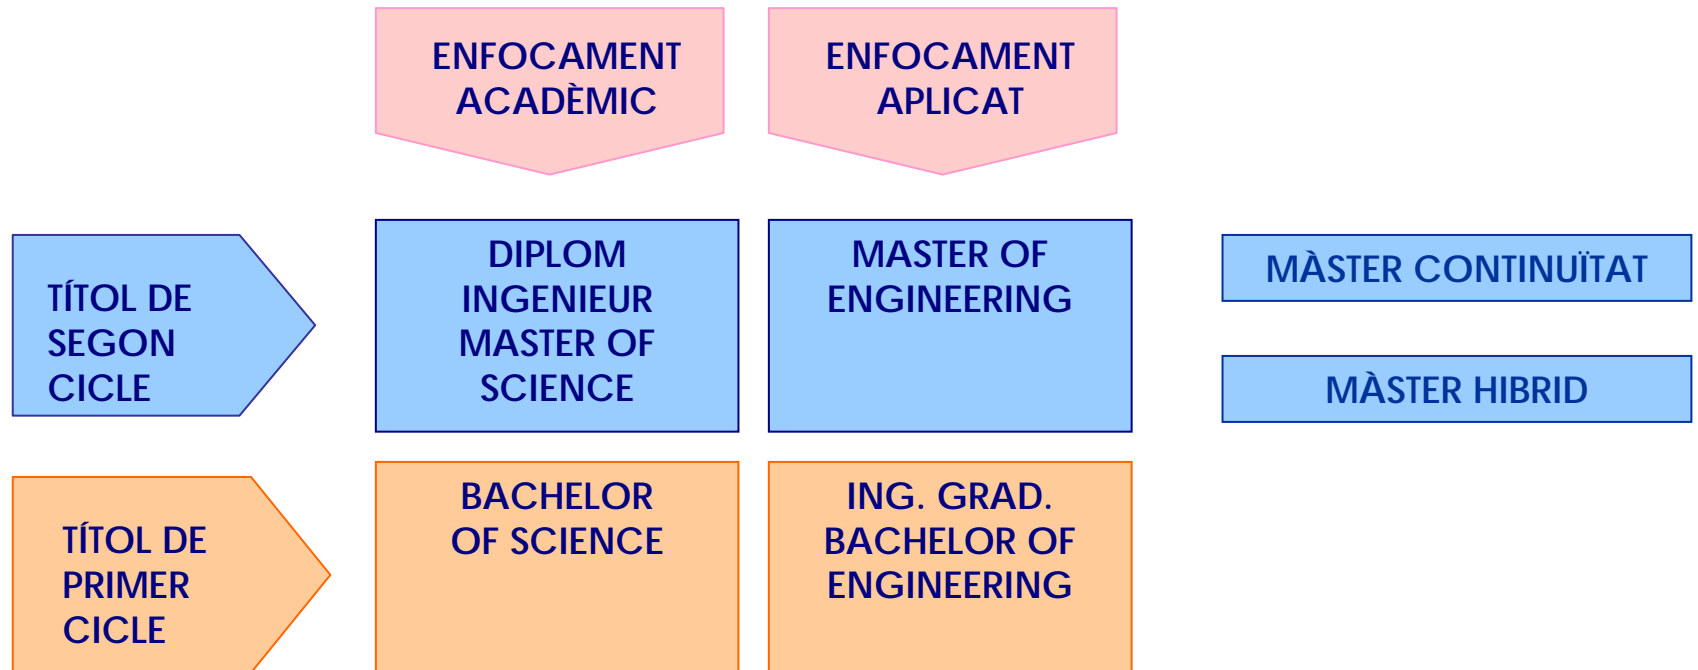 ENFOCAMENT
ACADÈMIC
ENFOCAMENT
APLICAT
TÍTOL DE
SEGON
CICLE
DIPLOM
INGENIEUR
MASTER OF
SCIENCE
MASTER OF
ENGINEERING
MÀSTER CONTINUÏTAT
MÀSTER HIBRID
TÍTOL DE
PRIMER
CICLE
BACHELOR
OF SCIENCE
ING. GRAD.
BACHELOR OF
ENGINEERING